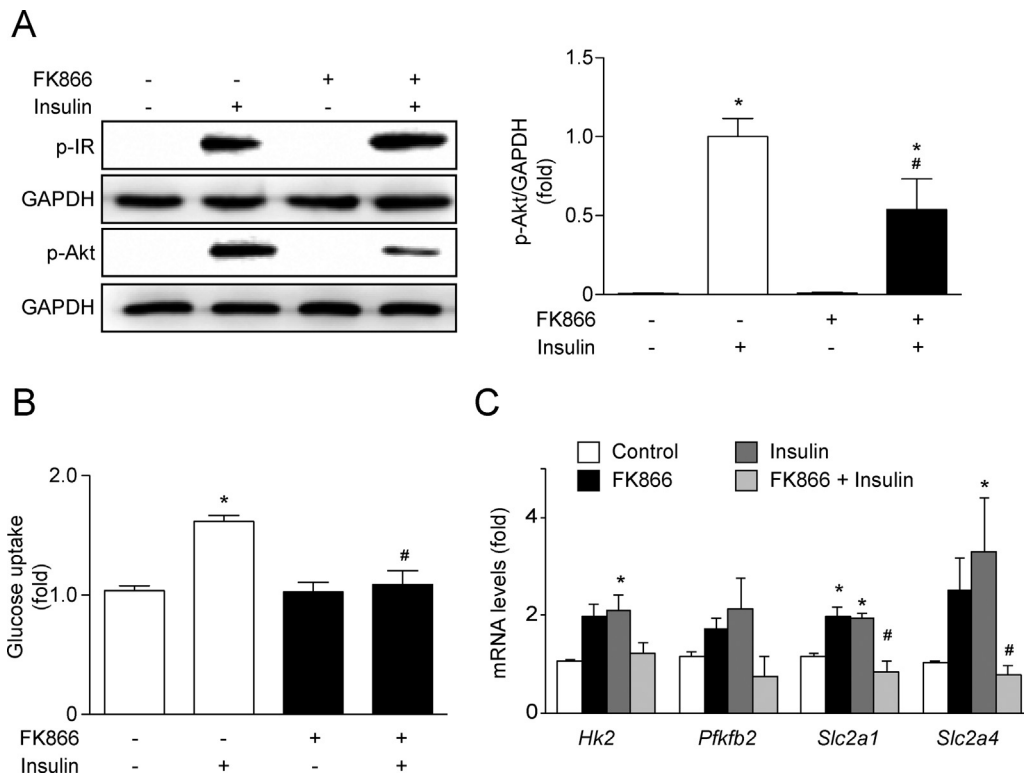 A
FK866 - - + +
Insulin - + - +
p-IR
GAPDH
p-Akt
GAPDH
p-Akt/GAPDH
(fold)
1.5
1.0
0.5
0
*
*
#
FK866 - - + +
Insulin - + - +
B
Glucose uptake
(fold)
2.0
1.0
0
*
#
FK866 - - + +
Insulin - + - +
C
Control
FK866
Insulin
FK866 + Insulin
mRNA levels (fold)
4
2
0
*
*
*
#
*
#
Hk2 Pfkfb2 Slc2a1 Slc2a4